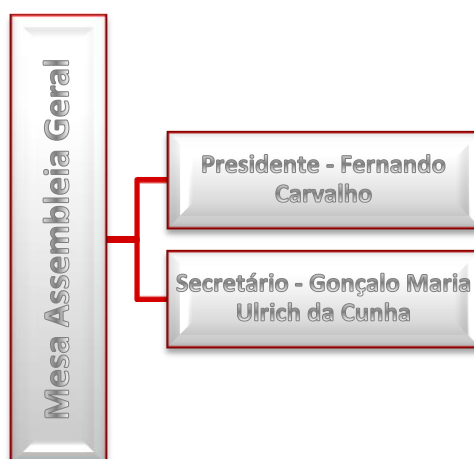 Mesa Assembleia Geral
Presidente - Fernando
Carvalho
Secretário - Gonçalo Maria
Ulrich da Cunha